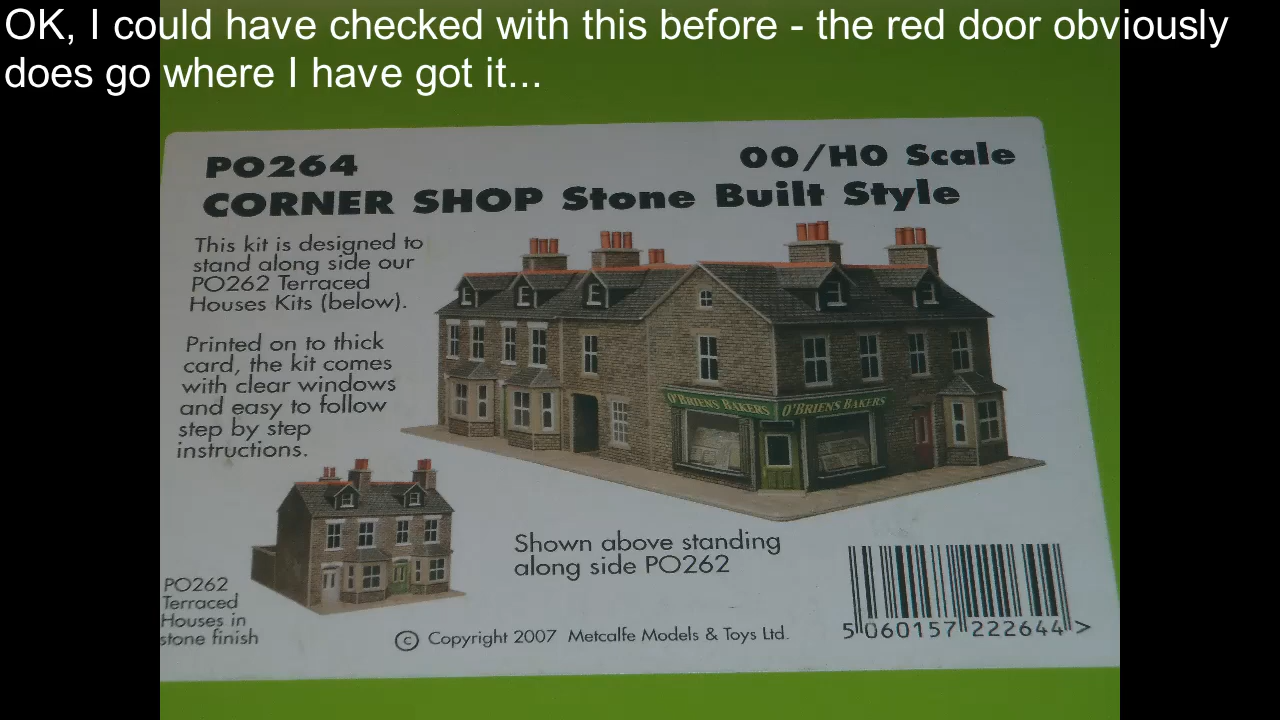 OK, I could have checked with this before - the red door obviously
does go where I have got it...
PO264
OO/HO Scale
CORNER SHOP Stone Built Style
This kit is designed to
stand along side our
PO262 Terraced
Houses Kits (below).
Printed on to thick
card, the kit comes
with clear windows
and easy to follow
step by step
instructions.
O'BRIENS BAKERS
O'BRIENS BAKERS
Shown above standing
along side PO262
PO262
Terraced
Houses in
stone finish
© Copyright 2007 Metcalfe Models & Toys Ltd.
5 060157 222644 >